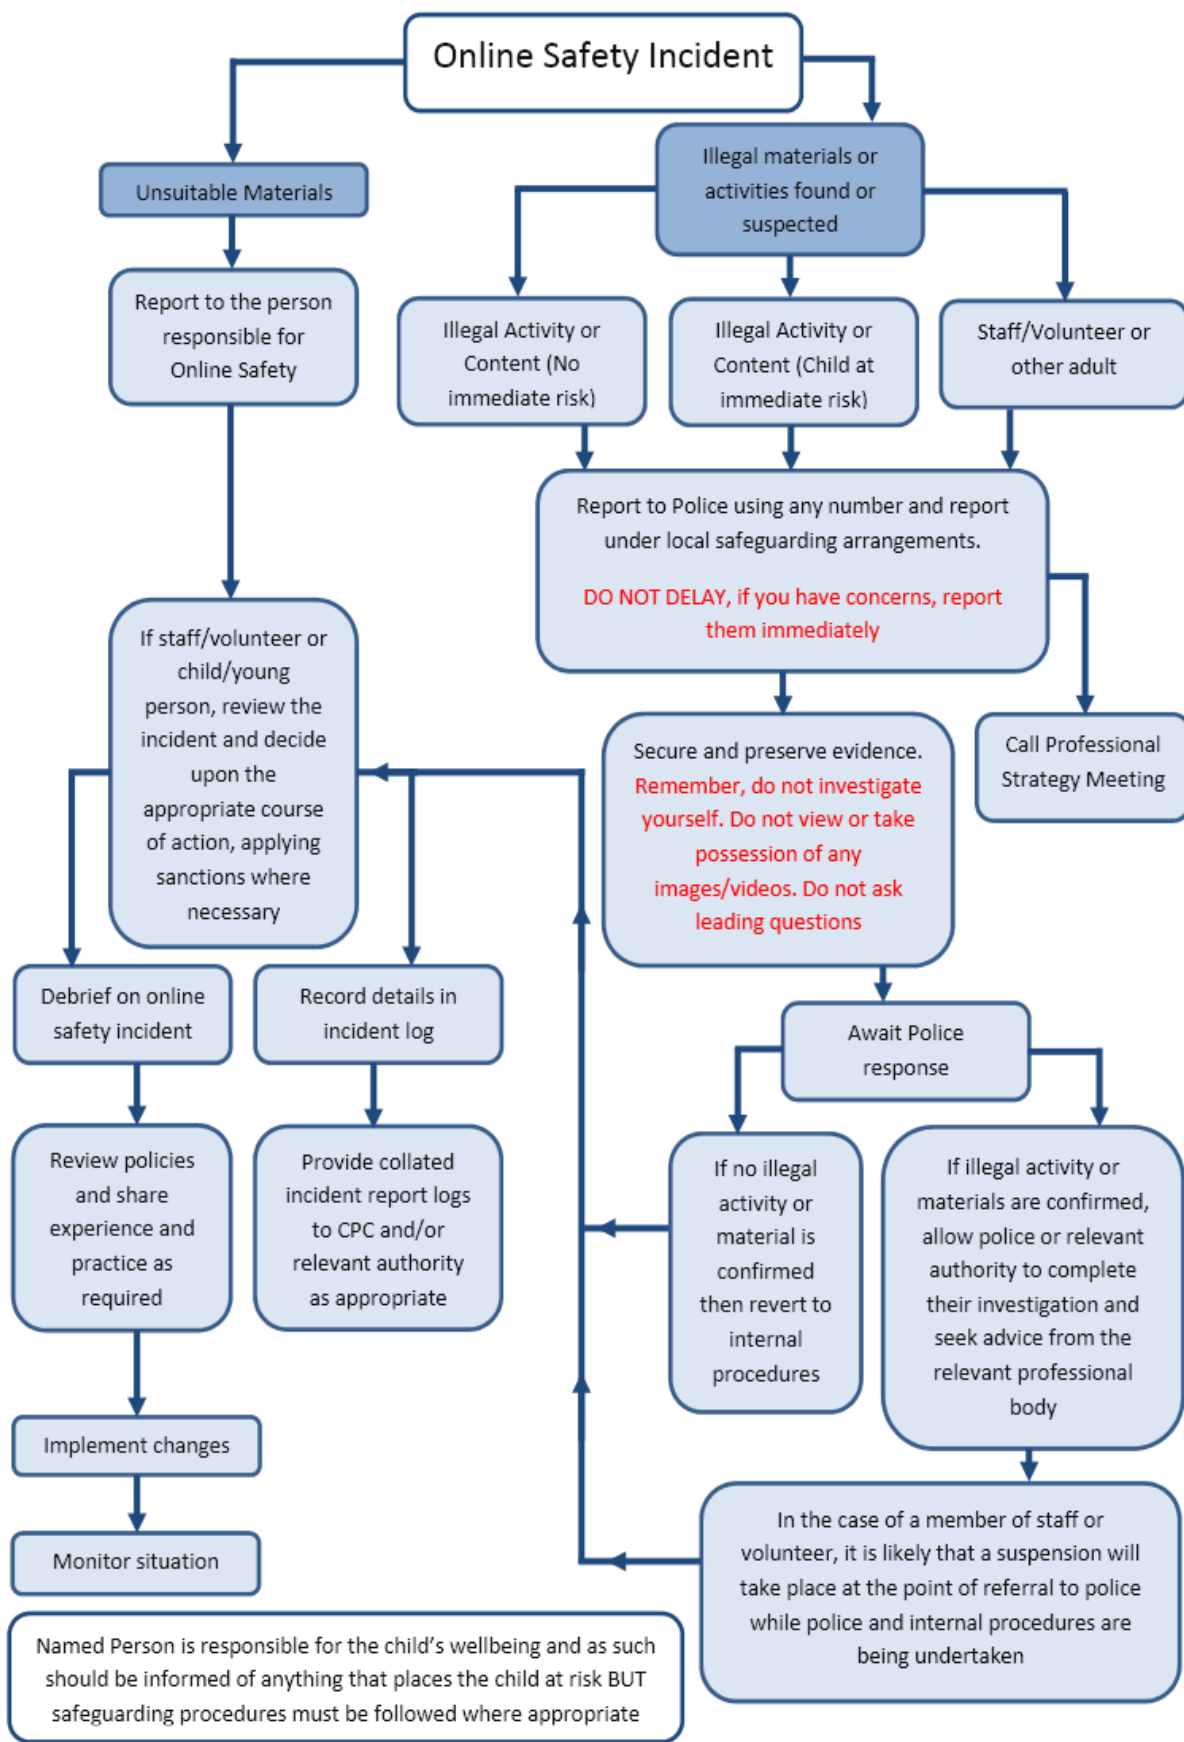 Online Safety Incident
Unsuitable Materials
Illegal materials or
activities found or
suspected
Report to the person
responsible for
Online Safety
Illegal Activity or
Content (No
immediate risk)
Illegal Activity or
Content (Child at
immediate risk)
Staff/Volunteer or
other adult
Report to Police using any number and report
under local safeguarding arrangements.
DO NOT DELAY, if you have concerns, report
them immediately
If staff/volunteer or
child/young
person, review the
incident and decide
upon the
appropriate course
of action, applying
sanctions where
necessary
Secure and preserve evidence.
Remember, do not investigate
yourself. Do not view or take
possession of any
images/videos. Do not ask
leading questions
Call Professional
Strategy Meeting
Debrief on online
safety incident
Record details in
incident log
Await Police
response
Review policies
and share
experience and
practice as
required
Provide collated
incident report logs
to CPC and/or
relevant authority
as appropriate
If no illegal
activity or
material is
confirmed
then revert to
internal
procedures
If illegal activity or
materials are confirmed,
allow police or relevant
authority to complete
their investigation and
seek advice from the
relevant professional
body
Implement changes
Monitor situation
In the case of a member of staff or
volunteer, it is likely that a suspension will
take place at the point of referral to police
while police and internal procedures are
being undertaken
Named Person is responsible for the child's wellbeing and as such
should be informed of anything that places the child at risk BUT
safeguarding procedures must be followed where appropriate